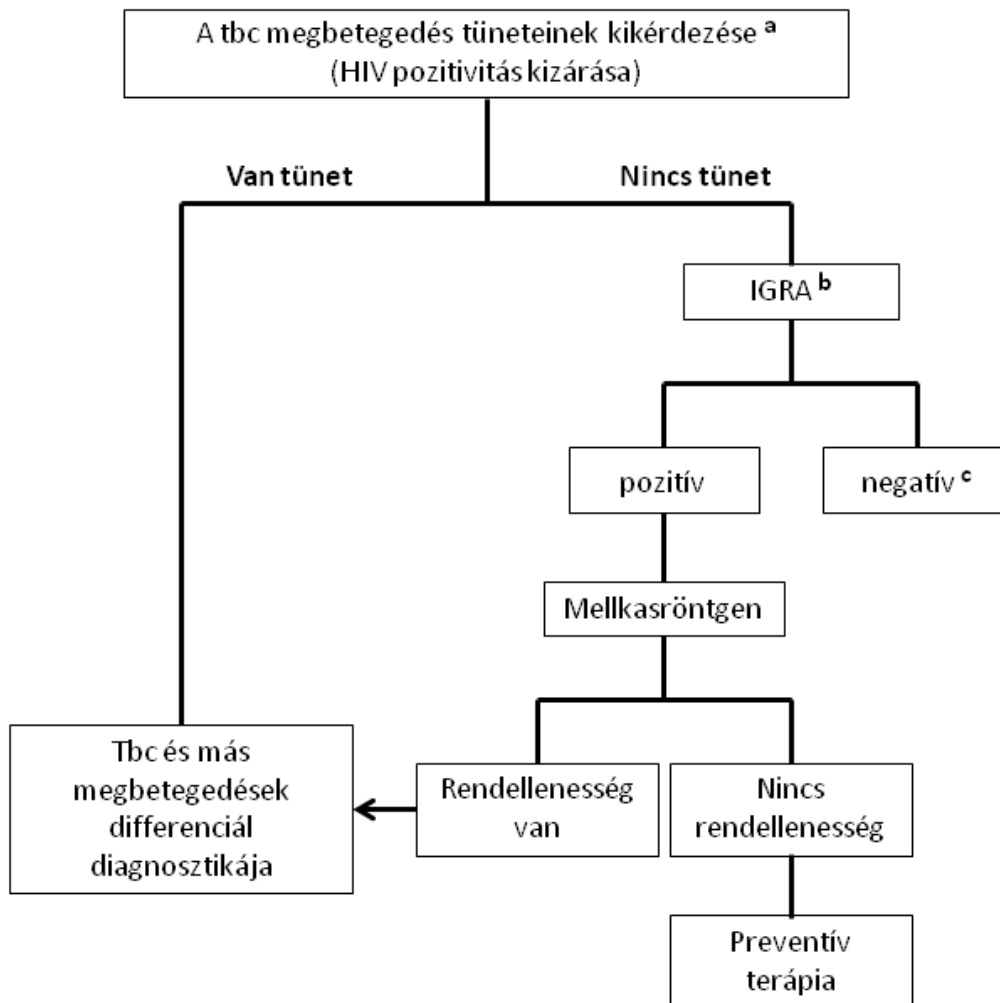 A tbc megbetegedés tüneteinek kikérdezése a
(HIV pozitivitás kizárása)
Van tünet
Nincs tünet
IGRA b
pozitív
negatív c
Mellkasröntgen
Tbc és más
megbetegedések
differenciál
diagnosztikája
Rendellenesség
van
Nincs
rendellenesség
Preventív
terápia